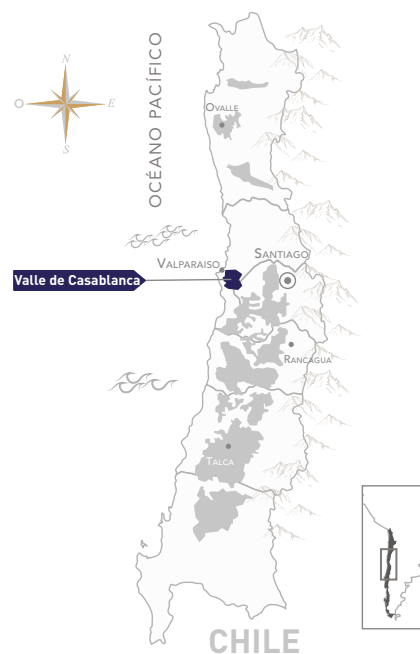 N
O
E
S
OCÉANO PACÍFICO
OVALLE
VALPARAISO
SANTIAGO
Valle de Casablanca
RANCAGUA
TALCA
CHILE